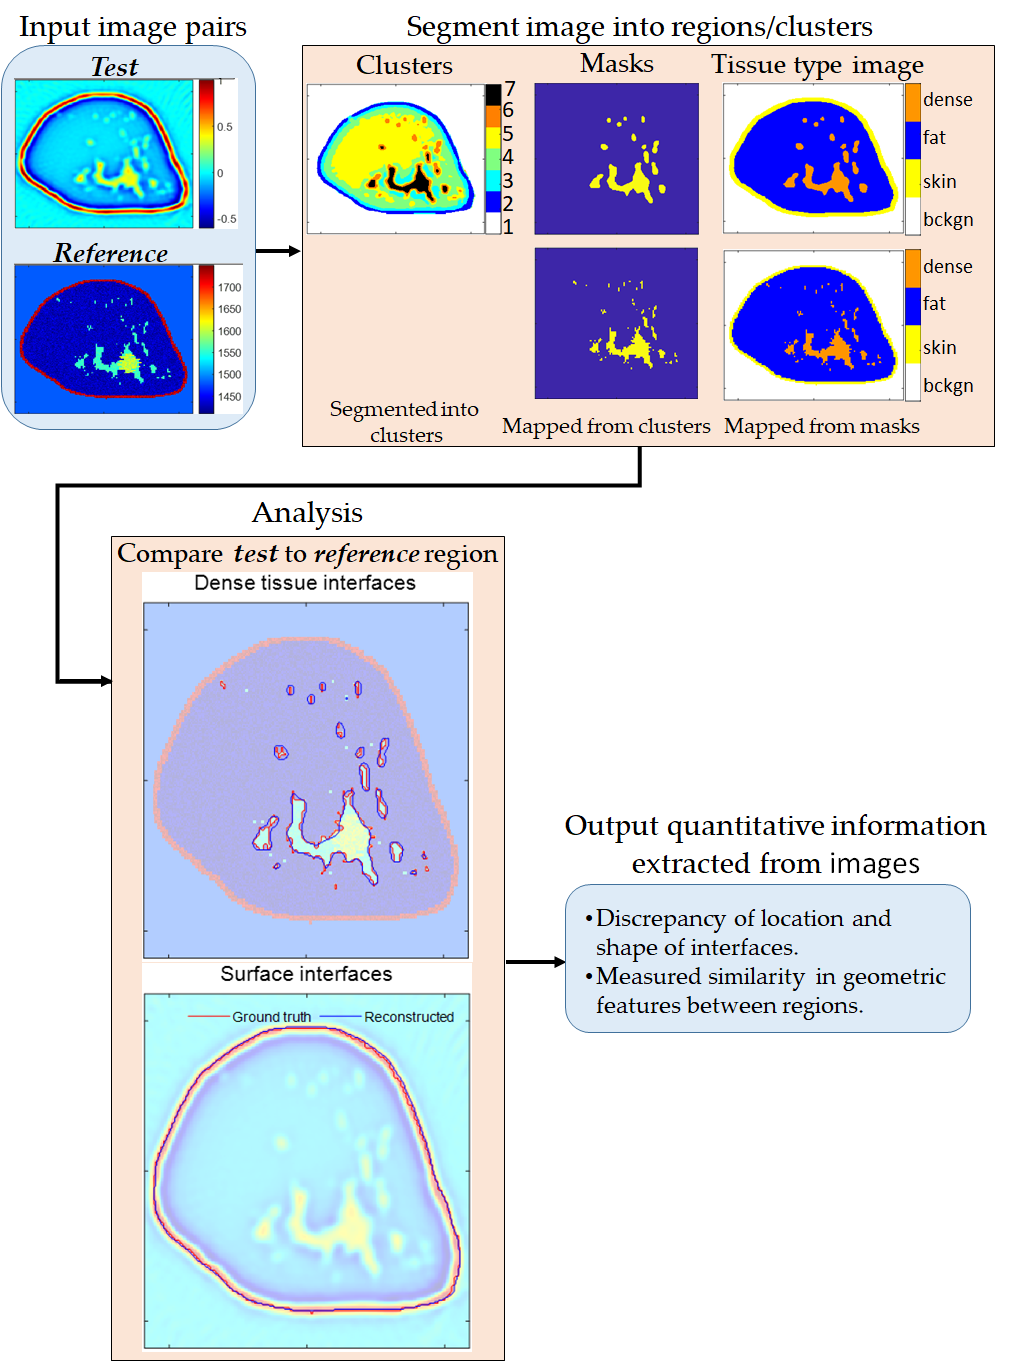 Input image pairs
Test
1
0.5
0
-0.5
Reference
1700
1650
1600
1550
1500
1450
Segment image into regions/clusters
Clusters
Masks
Tissue type image
7
6
5
4
3
2
1
dense
fat
skin
bckgn
dense
fat
skin
bckgn
Segmented into
clusters
Mapped from clusters
Mapped from masks
Analysis
Compare test to reference region
Dense tissue interfaces
Surface interfaces
Ground truth
Reconstructed
Output quantitative information
extracted from images
•Discrepancy of location and
shape of interfaces.
•Measured similarity in geometric
features between regions.